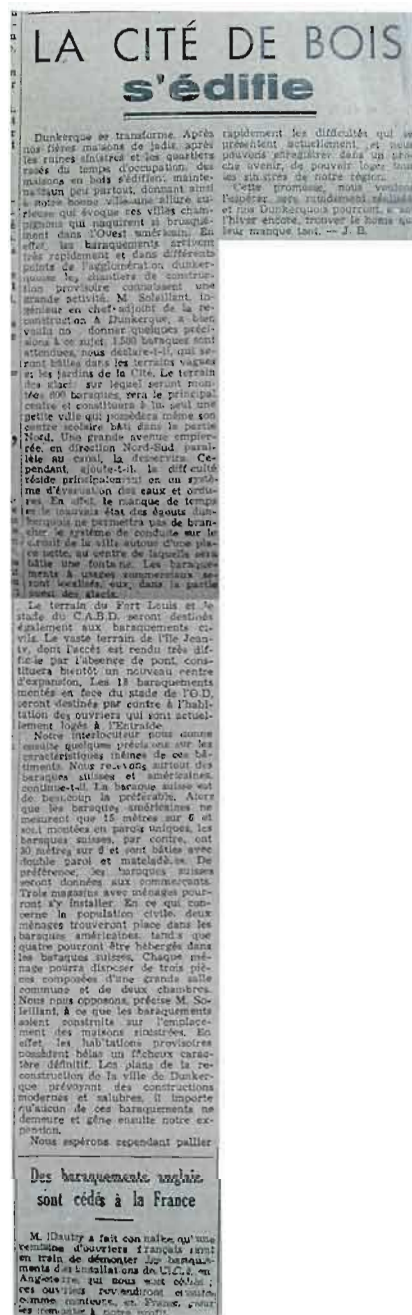 LA CITÉ DE BOIS
s'édifie
Dunkerque se transforme. Après
nos fières maisons de jadis, après
les ruines sinistres et les quartiers
rasés du temps d'occupation, des
maisons en bois s'édifient mainte-
nant un peu partout, donnant ainsi
à notre bonne ville une allure cu-
rieuse qui évoque ces villes cham-
pignons qui naquirent si brusque-
ment dans l'Ouest américain. En
effet, les baraquements arrivent
très rapidement et dans différents
points de l'agglomération dunker-
quoise les chantiers de construc-
tion provisoire connaissent une
grande activité. M. Soleillant, in-
génieur en chef-adjoint de la re-
construction à Dunkerque, a bien
voulu donner quelques préci-
sions à ce sujet. 1.500 baraques sont
attendues, nous déclare-t-il, qui se-
ront bâties dans les terrains vagues
et les jardins de la Cité. Le terrain
des glacis sur lequel seront mon-
tées 600 baraques, sera le principal
centre et constituera à lui seul une
petite ville qui possédera même son
centre scolaire bâti dans la partie
Nord. Une grande avenue empier-
rée, en direction Nord-Sud paral-
lèle au canal, la desservira. Ce-
pendant, ajoute-t-il, la difficulté
réside principalement en un systè-
me d'évacuation des eaux et ordu-
res. En effet, le manque de temps
et le mauvais état des égouts dun-
kerquois ne permettra pas de bran-
cher le système de conduite sur le
circuit de la ville autour d'une pla-
ce nette, au centre de laquelle sera
bâtie une fontaine. Les baraque-
ments à usages commerciaux se-
ront localisés, eux, dans la partie
ouest des glacis.
Le terrain du Fort Louis et le
stade du C.A.B.D. seront destinés
également aux baraquements ci-
vils. Le vaste terrain de l'île Jean-
ty, dont l'accès est rendu très dif-
ficile par l'absence de pont, cons-
tituera bientôt un nouveau centre
d'expansion. Les 18 baraquements
montés en face du stade de l'O.D.
seront destinés par contre à l'habi-
tation des ouvriers qui sont actuel-
lement logés à l'Entraide.
Notre interlocuteur nous donne
ensuite quelques précisions sur les
caractéristiques mêmes de ces bâ-
timents. Nous recevons surtout des
baraques suisses et américaines,
continue-t-il. La baraque suisse est
de beaucoup la préférable. Alors
que les baraques américaines ne
mesurent que 15 mètres sur 6 et
sont montées en parois uniques, les
baraques suisses, par contre, ont
30 mètres sur 6 et sont bâties avec
double paroi et matelassées. De
préférence, les baraques suisses
seront données aux commerçants.
Trois magasins avec ménages pour-
ront s'y installer. En ce qui con-
cerne la population civile, deux
ménages trouveront place dans les
baraques américaines, tandis que
quatre pourront être hébergés dans
les baraques suisses. Chaque mé-
nage pourra disposer de trois piè-
ces composées d'une grande salle
commune et de deux chambres.
Nous nous opposons, précise M. So-
leillant, à ce que les baraquements
soient construits sur l'emplace-
ment des maisons sinistrées. En
effet, les habitations provisoires
possèdent hélas un fâcheux carac-
tère définitif. Les plans de la re-
construction de la ville de Dunker-
que prévoyant des constructions
modernes et salubres, il importe
qu'aucun de ces baraquements ne
demeure et gêne ensuite notre ex-
pansion.
Nous espérons cependant pallier
rapidement les difficultés qui se
présentent actuellement, et nous
pouvons enregistrer dans un pro-
che avenir, de pouvoir loger tous
les sinistrés de notre région.
Cette promesse, nous voulons
l'espérer, sera rapidement réalisée
et nos Dunkerquois pourront,
l'hiver encore, trouver le home qui
leur manque tant. — J. B.
Des baraquements anglais
sont cédés à la France
M. Dautry a fait connaître qu'une
centaine d'ouvriers français sont
en train de démonter les baraque-
ments des installations de en
Angleterre, qui nous sont cédés ;
ces ouvriers reviendront ensuite,
comme monteurs, en France, pour
les remonter à notre profit.